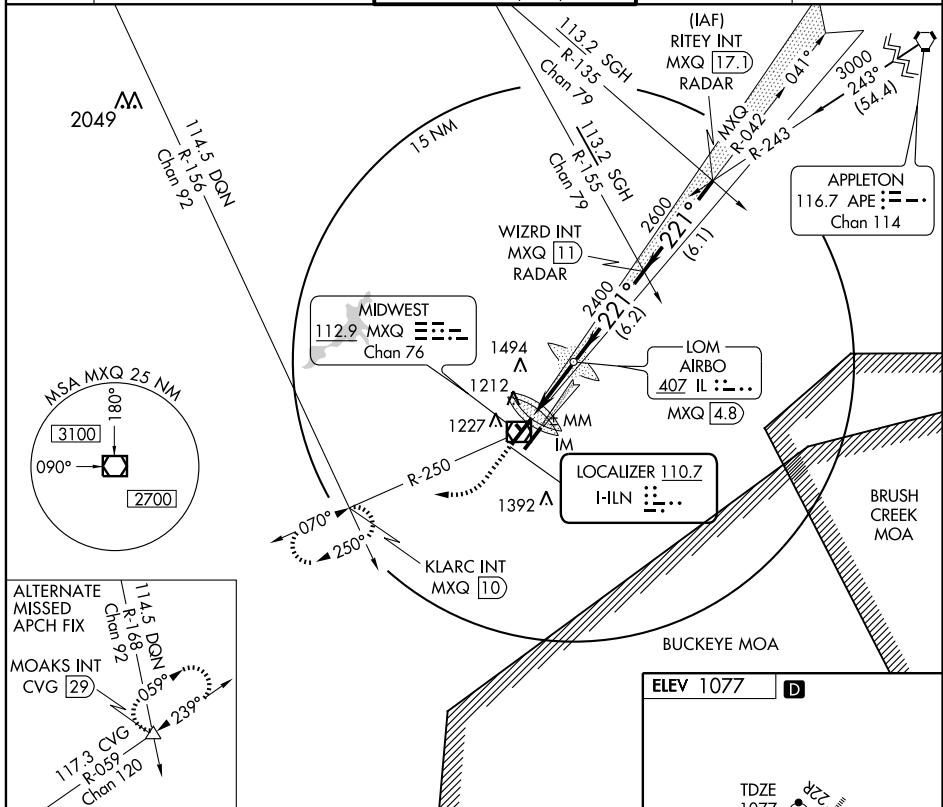 (IAF)
RITEY INT
MXQ 17.1
RADAR
113.2 SGH
R-135
Chan 79
113.2 SGH
R-155
Chan 79
MXQ
R-042
041°
R-243
3000
243°
(54.4)
APPLETON
116.7 APE
Chan 114
2049
114.5 DQN
R-156
Chan 92
15 NM
2600
221°
(6.1)
WIZRD INT
MXQ 11
RADAR
2400
221°
(6.2)
MIDWEST
112.9 MXQ
Chan 76
1494
1212
1227
LOM
AIRBO
407 IL
MXQ 4.8
MM
IM
LOCALIZER 110.7
I-ILN
1392
R-250
070°
250°
KLARC INT
MXQ 10
MSA MXQ 25 NM
180°
3100
090°
2700
BRUSH
CREEK
MOA
BUCKEYE MOA
ALTERNATE
MISSED
APCH FIX
114.5 DQN
R-168
Chan 92
MOAKS INT
CVG 29
059°
239°
117.3 CVG
R-059
Chan 120
ELEV 1077
D
TDZE
1077
22R